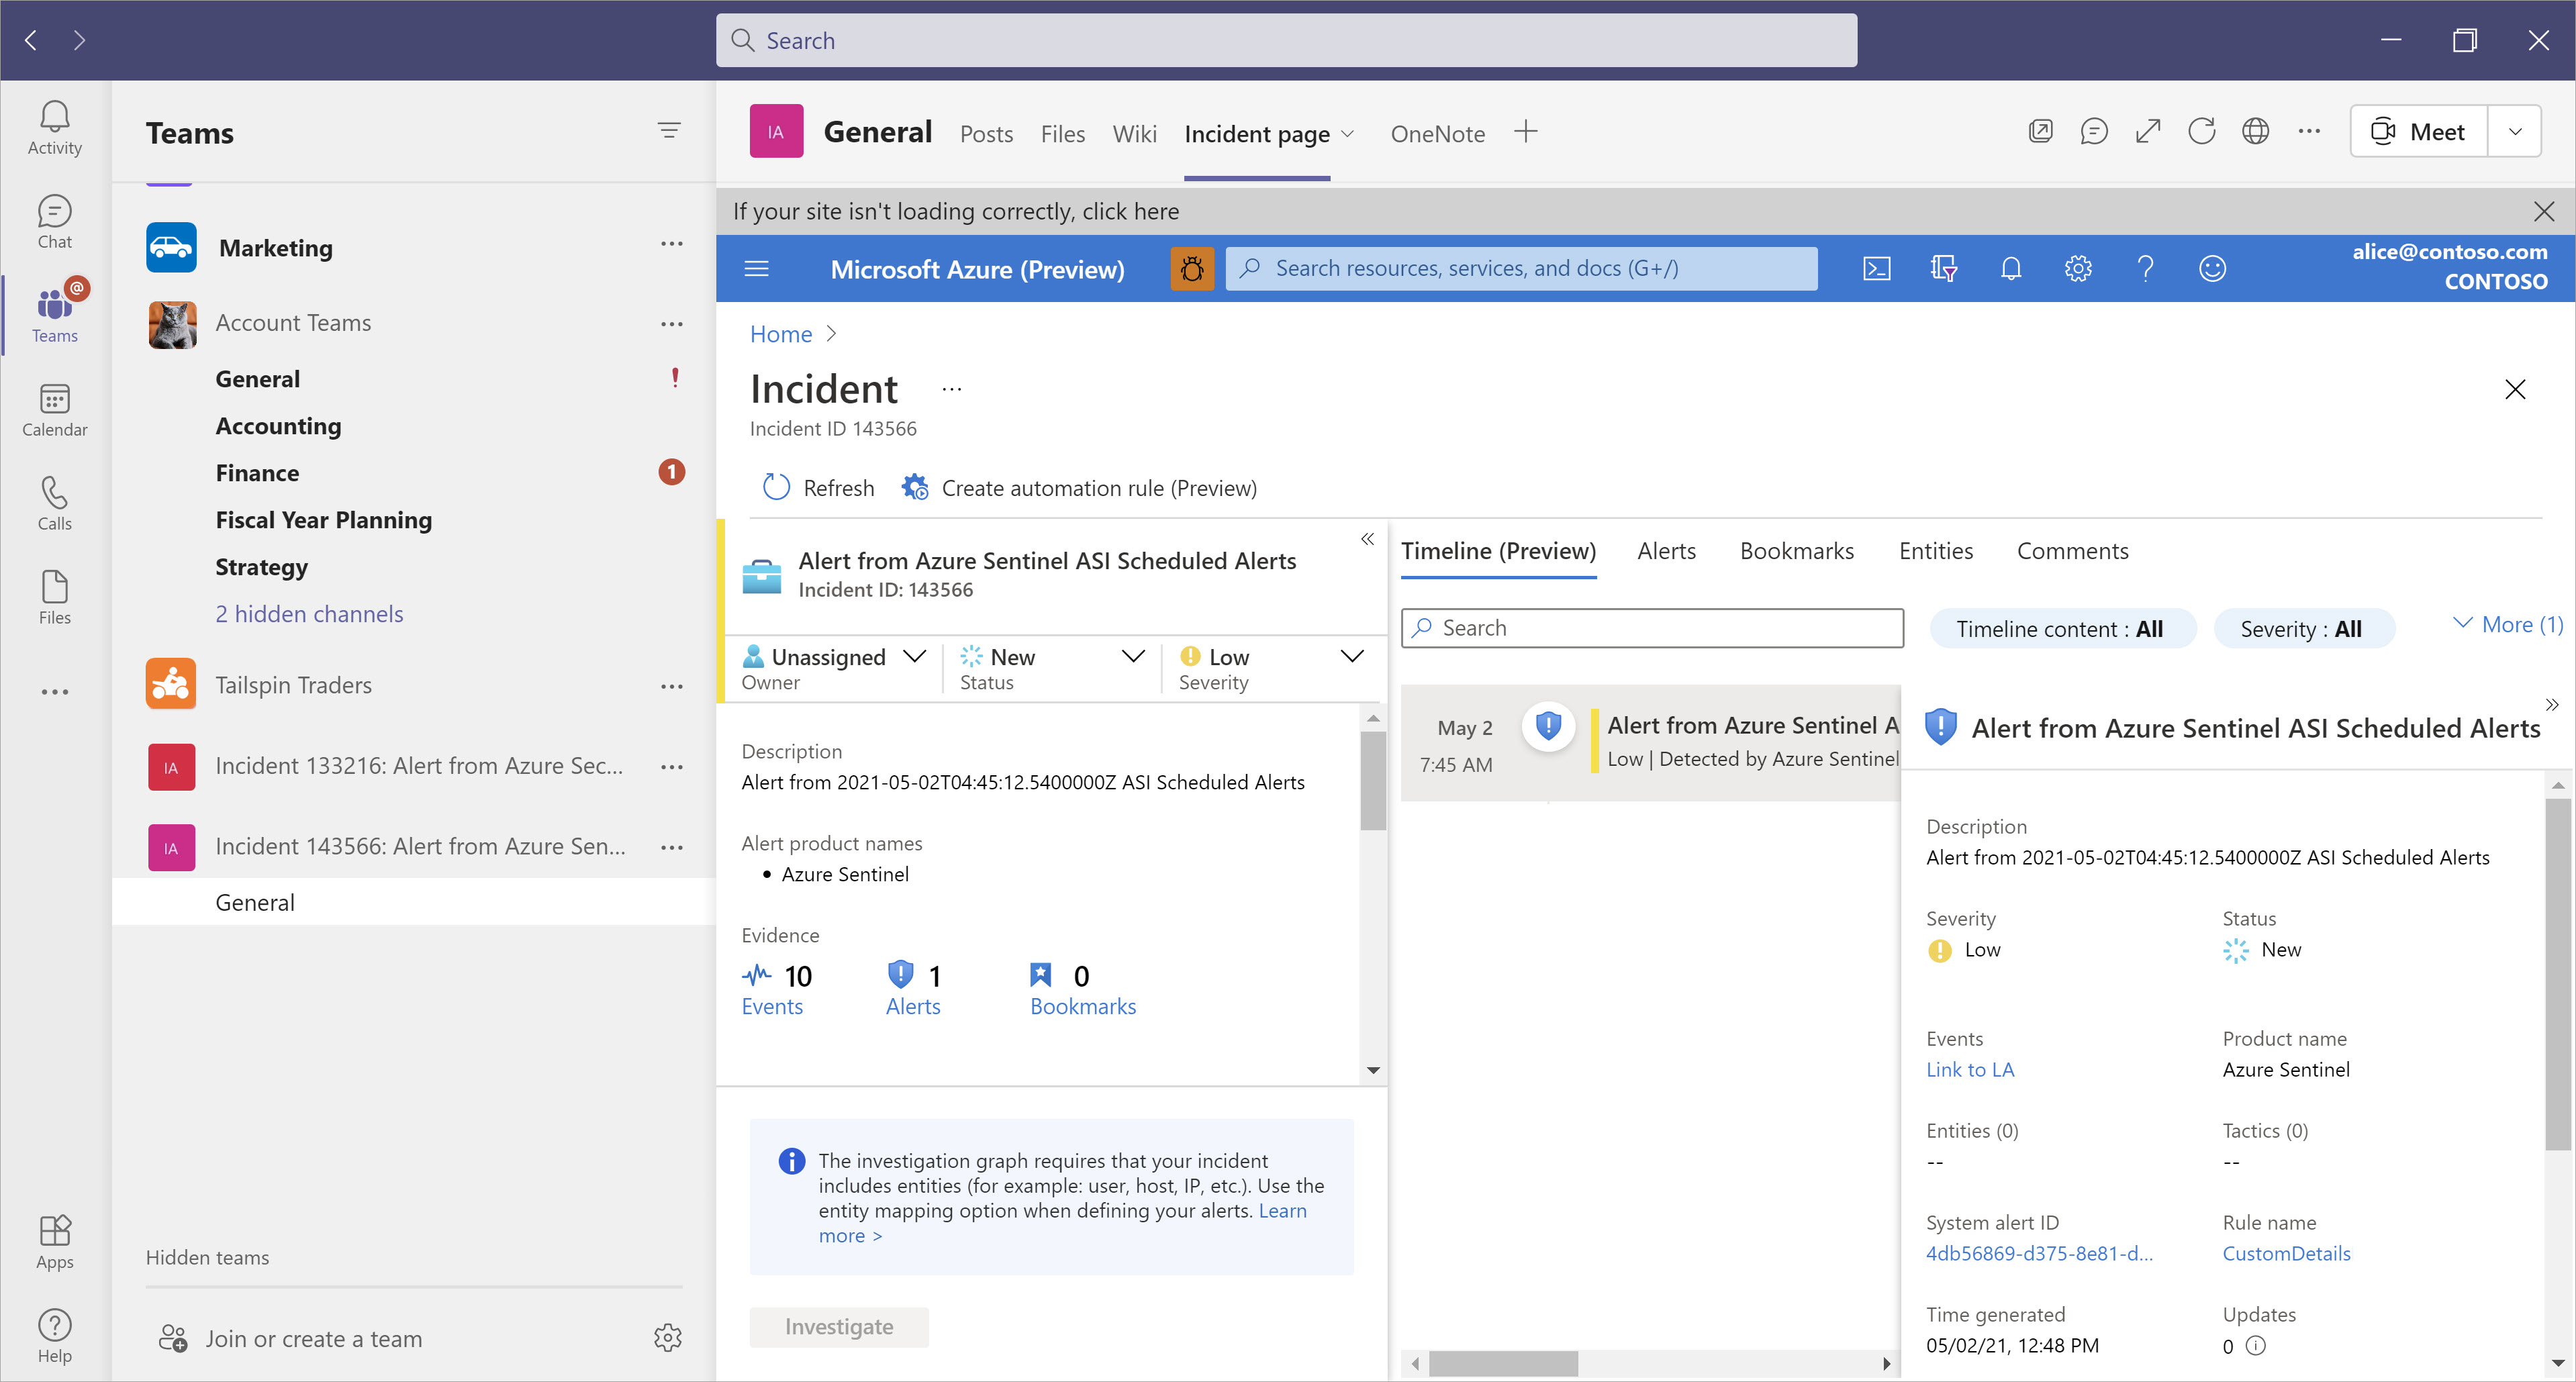 Search
Activity
Chat
@
Teams
Calendar
Calls
Files
Apps
Help
Teams
Marketing
Account Teams
General
Accounting
Finance
1
Fiscal Year Planning
Strategy
2 hidden channels
Tailspin Traders
IA
Incident 133216: Alert from Azure Sec...
IA
Incident 143566: Alert from Azure Sen...
General
Hidden teams
Join or create a team
IA
General
Posts
Files
Wiki
Incident page
OneNote
Meet
If your site isn't loading correctly, click here
Microsoft Azure (Preview)
Search resources, services, and docs (G+/)
alice@contoso.com
CONTOSO
Home
Incident
Incident ID 143566
Refresh
Create automation rule (Preview)
Alert from Azure Sentinel ASI Scheduled Alerts
Incident ID: 143566
Unassigned
Owner
New
Status
Low
Severity
Description
Alert from 2021-05-02T04:45:12.5400000Z ASI Scheduled Alerts
Alert product names
• Azure Sentinel
Evidence
10
Events
1
Alerts
0
Bookmarks
The investigation graph requires that your incident
includes entities (for example: user, host, IP, etc.). Use the
entity mapping option when defining your alerts. Learn
more >
Investigate
Timeline (Preview)
Alerts
Bookmarks
Entities
Comments
Search
Timeline content : All
Severity : All
More (1)
May 2
7:45 AM
Alert from Azure Sentinel A
Low | Detected by Azure Sentinel
Alert from Azure Sentinel ASI Scheduled Alerts
Description
Alert from 2021-05-02T04:45:12.5400000Z ASI Scheduled Alerts
Severity
Low
Status
New
Events
Link to LA
Product name
Azure Sentinel
Entities (0)
--
Tactics (0)
--
System alert ID
4db56869-d375-8e81-d...
Rule name
CustomDetails
Time generated
05/02/21, 12:48 PM
Updates
0